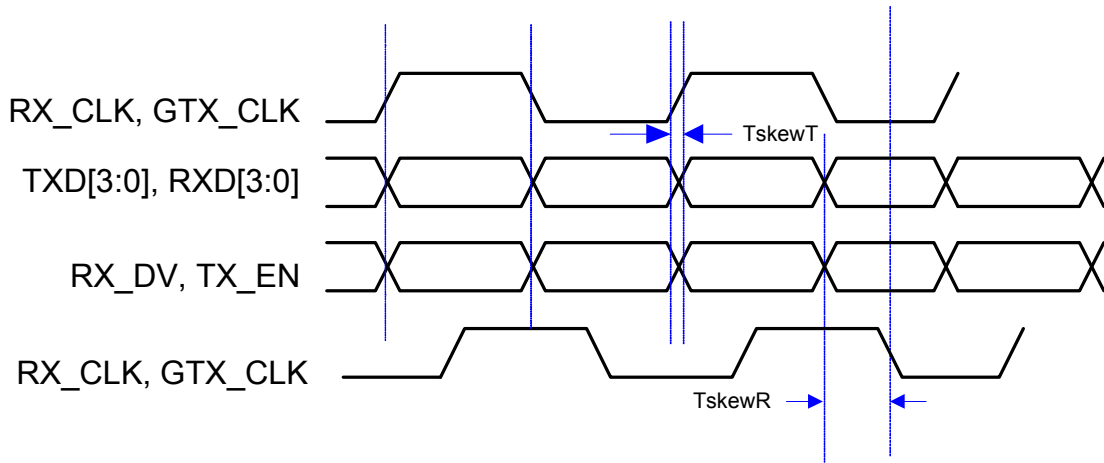 RX_CLK, GTX_CLK
TskewT
TXD[3:0], RXD[3:0]
RX_DV, TX_EN
RX_CLK, GTX_CLK
TskewR